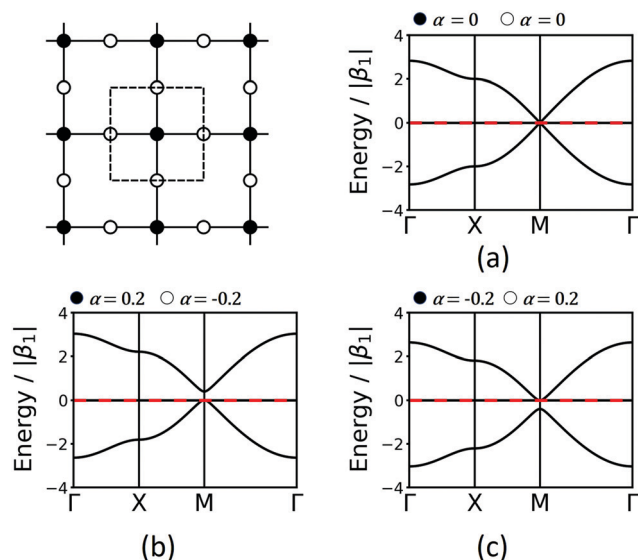 ● α = 0 ○ α = 0
Energy / |β₁|
4
2
0
−2
−4
Γ X M Γ
(a)
● α = 0.2 ○ α = -0.2
Energy / |β₁|
4
2
0
−2
−4
Γ X M Γ
(b)
● α = -0.2 ○ α = 0.2
Energy / |β₁|
4
2
0
−2
−4
Γ X M Γ
(c)